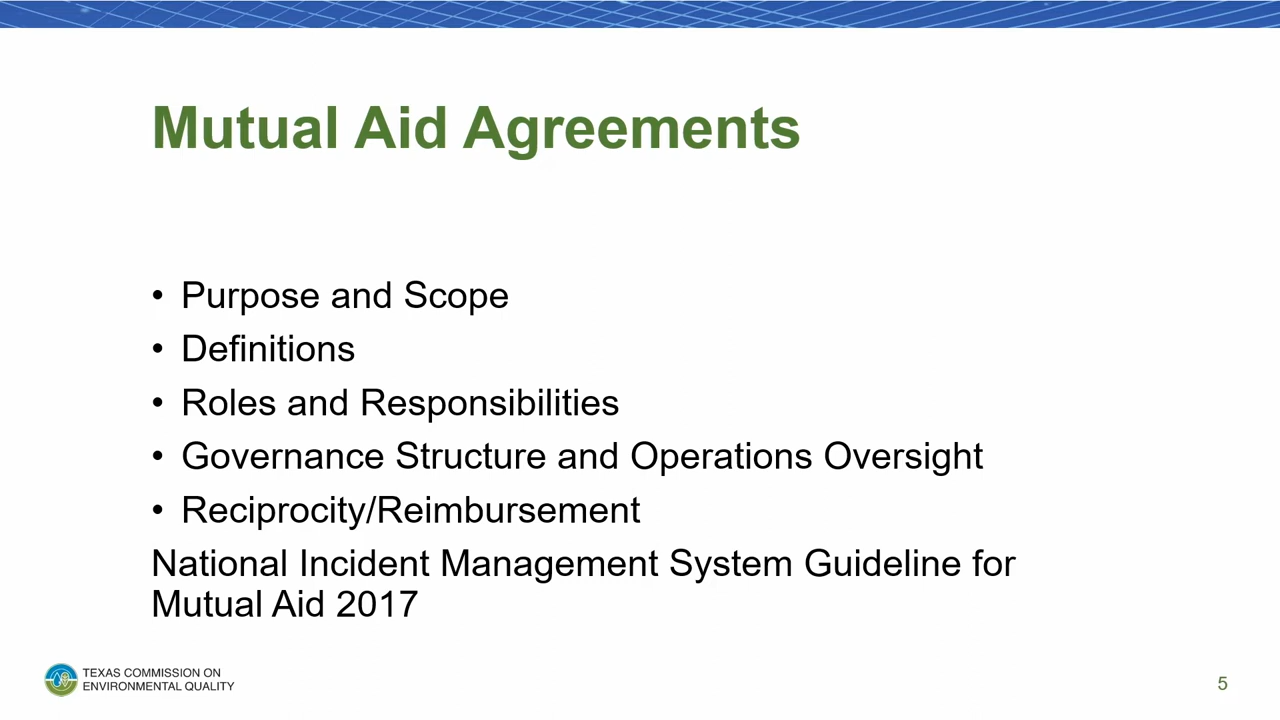 Mutual Aid Agreements
• Purpose and Scope
• Definitions
• Roles and Responsibilities
• Governance Structure and Operations Oversight
• Reciprocity/Reimbursement
National Incident Management System Guideline for
Mutual Aid 2017
TEXAS COMMISSION ON
ENVIRONMENTAL QUALITY
5